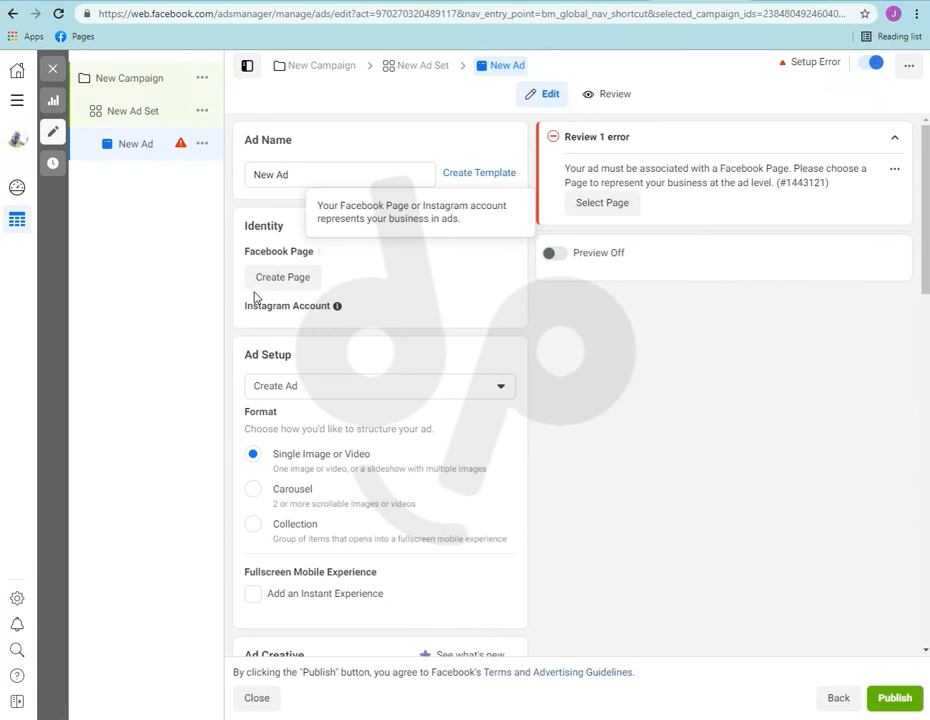 https://web.facebook.com/adsmanager/manage/ads/edit?act=970270320489117&nav_entry_point=bm_global_nav_shortcut&selected_campaign_ids=23848049246040...
J
Apps
Pages
Reading list
New Campaign
New Ad Set
New Ad
New Campaign
New Ad Set
New Ad
Setup Error
Edit
Review
Ad Name
New Ad
Create Template
Your Facebook Page or Instagram account
represents your business in ads.
Identity
Facebook Page
Create Page
Instagram Account
Ad Setup
Create Ad
Format
Choose how you'd like to structure your ad.
Single Image or Video
One image or video, or a slideshow with multiple images
Carousel
2 or more scrollable images or videos
Collection
Group of items that opens into a fullscreen mobile experience
Fullscreen Mobile Experience
Add an Instant Experience
Ad Creative
See what's new
Review 1 error
Your ad must be associated with a Facebook Page. Please choose a
Page to represent your business at the ad level. (#1443121)
Select Page
Preview Off
By clicking the "Publish" button, you agree to Facebook's Terms and Advertising Guidelines.
Close
Back
Publish
dp